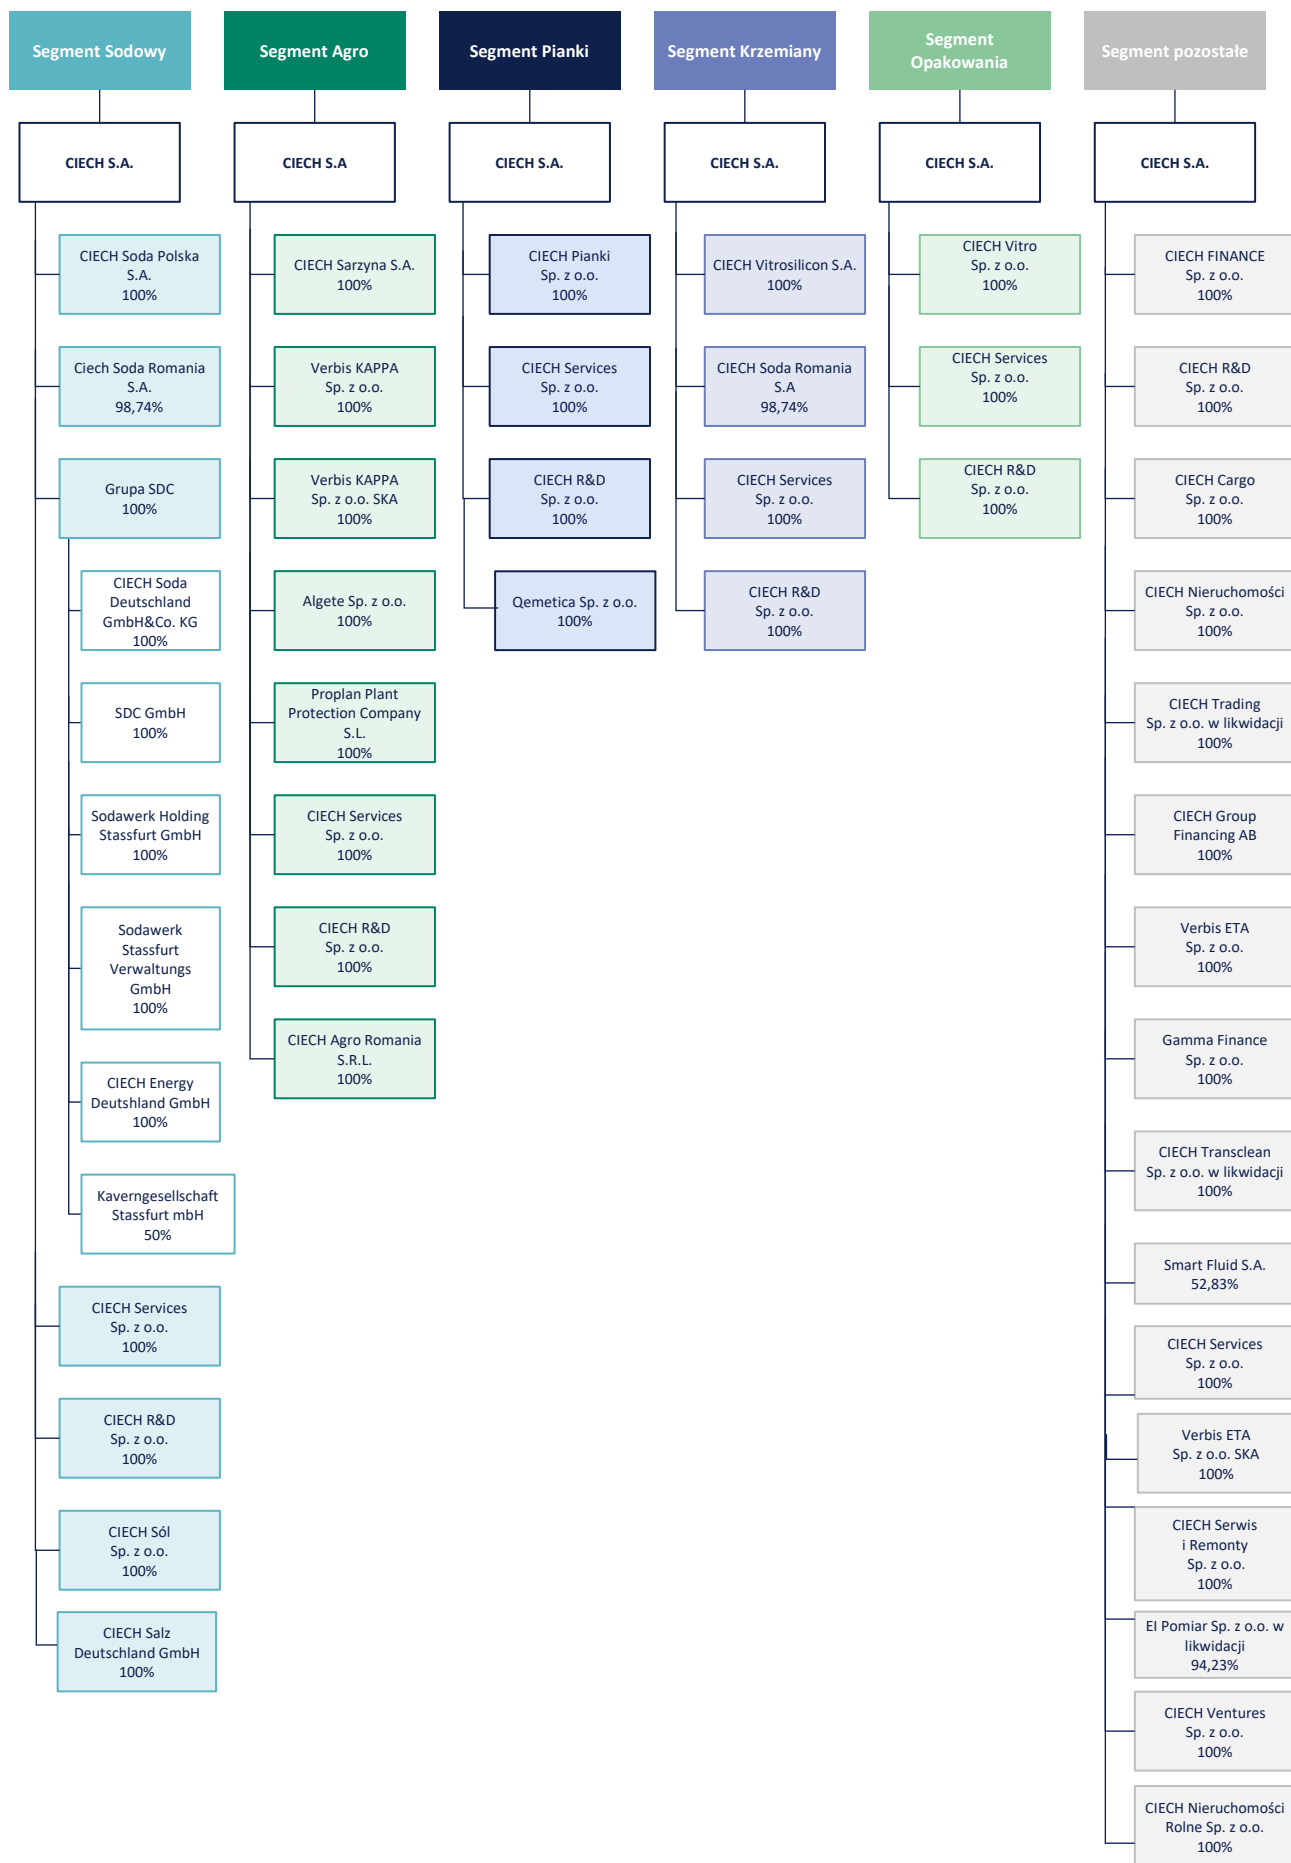 Segment Sodowy
Segment Agro
Segment Pianki
Segment Krzemiany
Segment
Opakowania
Segment pozostałe
CIECH S.A.
CIECH S.A
CIECH S.A.
CIECH S.A.
CIECH S.A.
CIECH S.A.
CIECH Soda Polska
S.A.
100%
Ciech Soda Romania
S.A.
98,74%
Grupa SDC
100%
CIECH Soda
Deutschland
GmbH&Co. KG
100%
SDC GmbH
100%
Sodawerk Holding
Stassfurt GmbH
100%
Sodawerk
Stassfurt
Verwaltungs
GmbH
100%
CIECH Energy
Deutshland GmbH
100%
Kaverngesellschaft
Stassfurt mbH
50%
CIECH Services
Sp. z o.o.
100%
CIECH R&D
Sp. z o.o.
100%
CIECH Sól
Sp. z o.o.
100%
CIECH Salz
Deutschland GmbH
100%
CIECH Sarzyna S.A.
100%
Verbis KAPPA
Sp. z o.o.
100%
Verbis KAPPA
Sp. z o.o. SKA
100%
Algete Sp. z o.o.
100%
Proplan Plant
Protection Company
S.L.
100%
CIECH Services
Sp. z o.o.
100%
CIECH R&D
Sp. z o.o.
100%
CIECH Agro Romania
S.R.L.
100%
CIECH Pianki
Sp. z o.o.
100%
CIECH Services
Sp. z o.o.
100%
CIECH R&D
Sp. z o.o.
100%
Qemetica Sp. z o.o.
100%
CIECH Vitrosilicon S.A.
100%
CIECH Soda Romania
S.A
98,74%
CIECH Services
Sp. z o.o.
100%
CIECH R&D
Sp. z o.o.
100%
CIECH Vitro
Sp. z o.o.
100%
CIECH Services
Sp. z o.o.
100%
CIECH R&D
Sp. z o.o.
100%
CIECH FINANCE
Sp. z o.o.
100%
CIECH R&D
Sp. z o.o.
100%
CIECH Cargo
Sp. z o.o.
100%
CIECH Nieruchomości
Sp. z o.o.
100%
CIECH Trading
Sp. z o.o. w likwidacji
100%
CIECH Group
Financing AB
100%
Verbis ETA
Sp. z o.o.
100%
Gamma Finance
Sp. z o.o.
100%
CIECH Transclean
Sp. z o.o. w likwidacji
100%
Smart Fluid S.A.
52,83%
CIECH Services
Sp. z o.o.
100%
Verbis ETA
Sp. z o.o. SKA
100%
CIECH Serwis
i Remonty
Sp. z o.o.
100%
El Pomiar Sp. z o.o. w
likwidacji
94,23%
CIECH Ventures
Sp. z o.o.
100%
CIECH Nieruchomości
Rolne Sp. z o.o.
100%